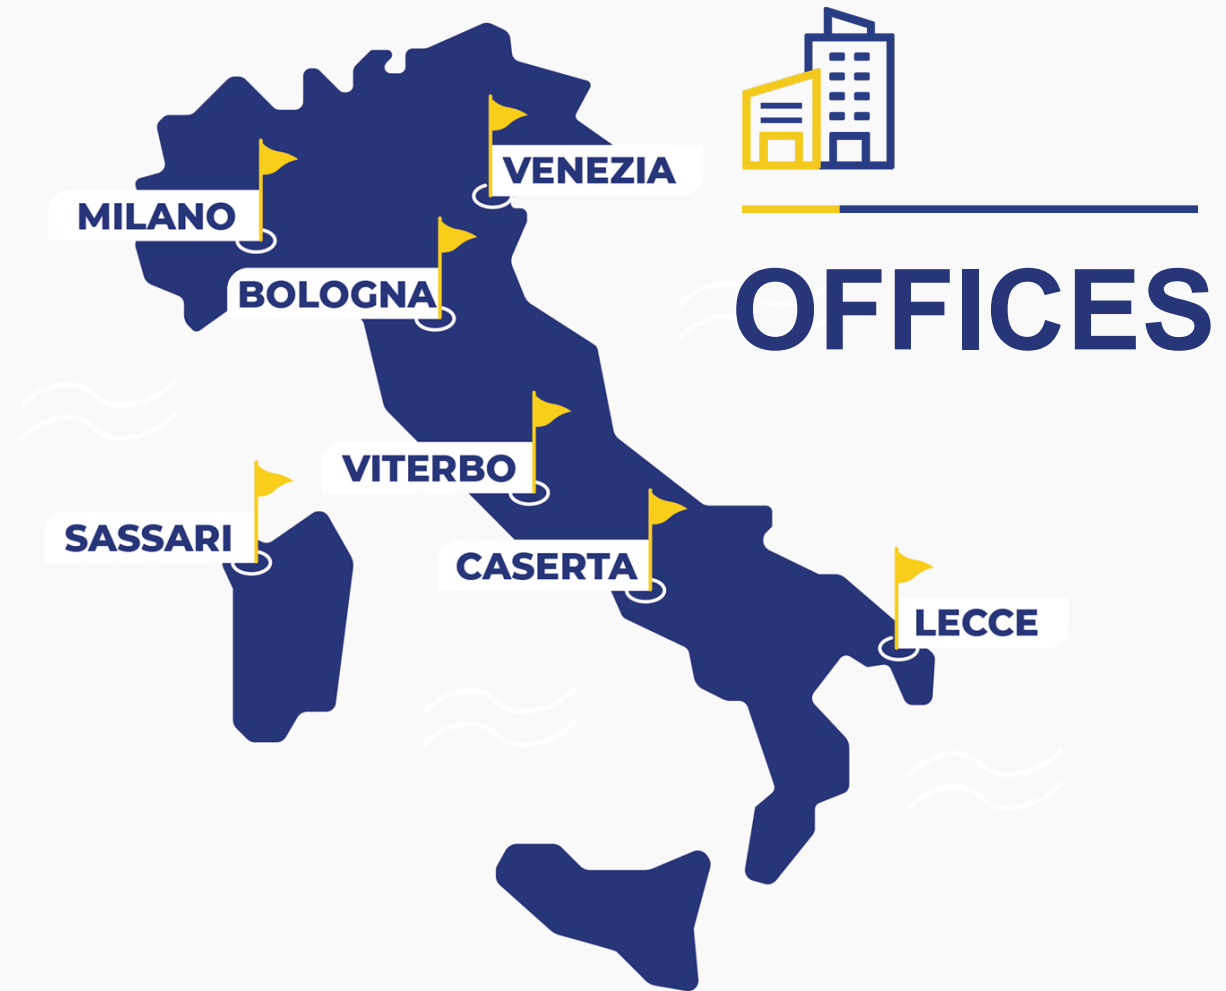 OFFICES
VENEZIA
MILANO
BOLOGNA
VITERBO
SASSARI
CASERTA
LECCE